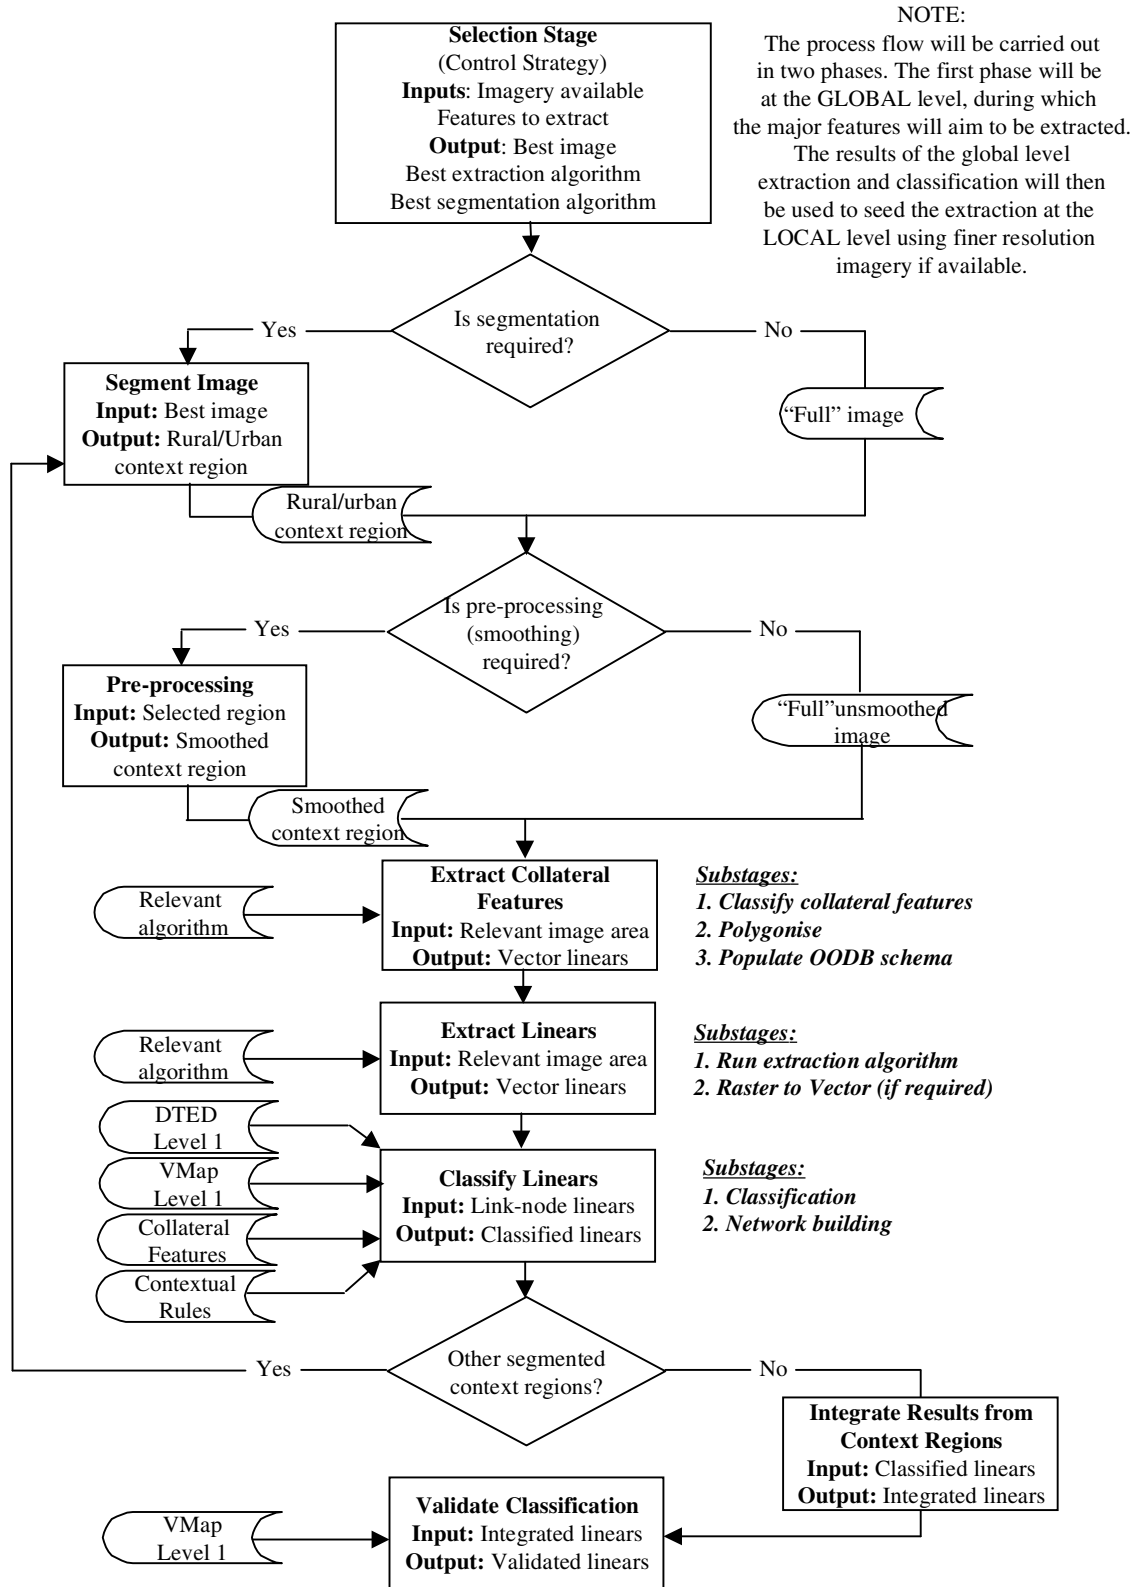 Selection Stage
(Control Strategy)
Inputs: Imagery available
Features to extract
Output: Best image
Best extraction algorithm
Best segmentation algorithm
NOTE:
The process flow will be carried out
in two phases. The first phase will be
at the GLOBAL level, during which
the major features will aim to be extracted.
The results of the global level
extraction and classification will then
be used to seed the extraction at the
LOCAL level using finer resolution
imagery if available.
Is segmentation
required?
Yes
No
Segment Image
Input: Best image
Output: Rural/Urban
context region
“Full” image
Rural/urban
context region
Is pre-processing
(smoothing)
required?
Yes
No
Pre-processing
Input: Selected region
Output: Smoothed
context region
“Full”unsmoothed
image
Smoothed
context region
Relevant
algorithm
Extract Collateral
Features
Input: Relevant image area
Output: Vector linears
Substages:
1. Classify collateral features
2. Polygonise
3. Populate OODB schema
Relevant
algorithm
Extract Linears
Input: Relevant image area
Output: Vector linears
Substages:
1. Run extraction algorithm
2. Raster to Vector (if required)
DTED
Level 1
VMap
Level 1
Collateral
Features
Contextual
Rules
Classify Linears
Input: Link-node linears
Output: Classified linears
Substages:
1. Classification
2. Network building
Other segmented
context regions?
Yes
No
Integrate Results from
Context Regions
Input: Classified linears
Output: Integrated linears
VMap
Level 1
Validate Classification
Input: Integrated linears
Output: Validated linears